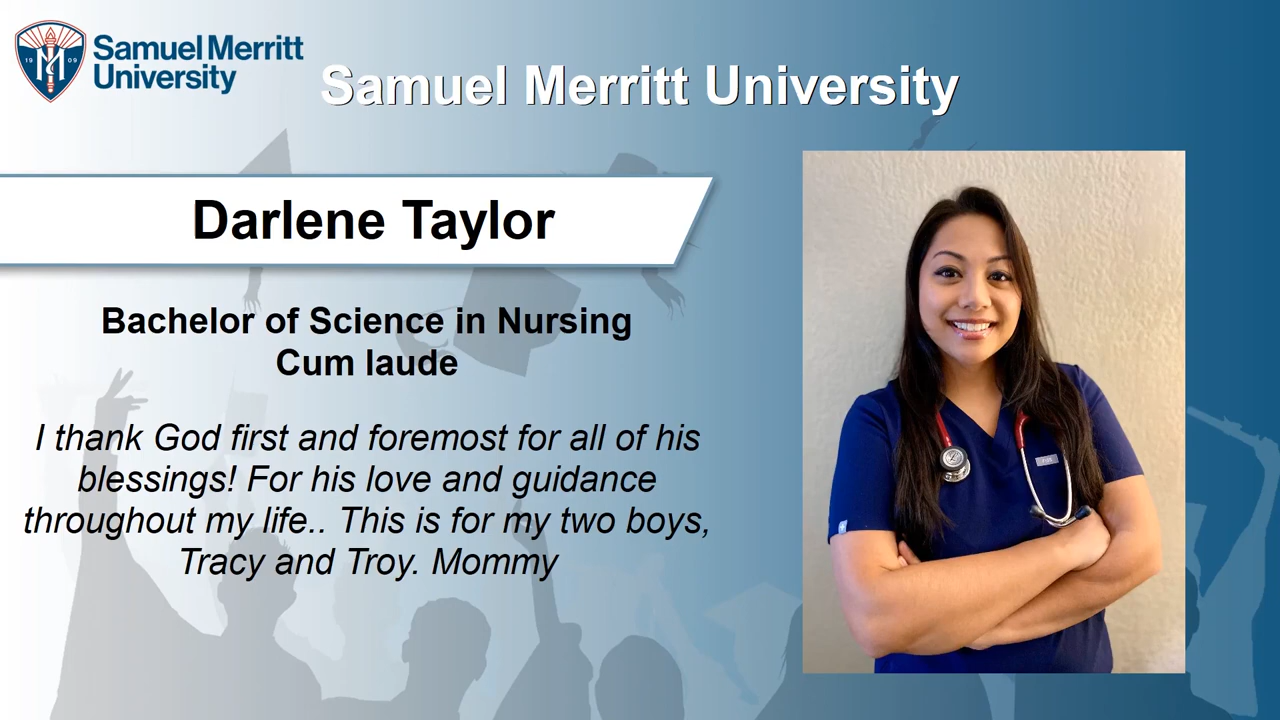 Samuel Merritt
University
19 09
Samuel Merritt University
Darlene Taylor
Bachelor of Science in Nursing
Cum laude
I thank God first and foremost for all of his
blessings! For his love and guidance
throughout my life.. This is for my two boys,
Tracy and Troy. Mommy